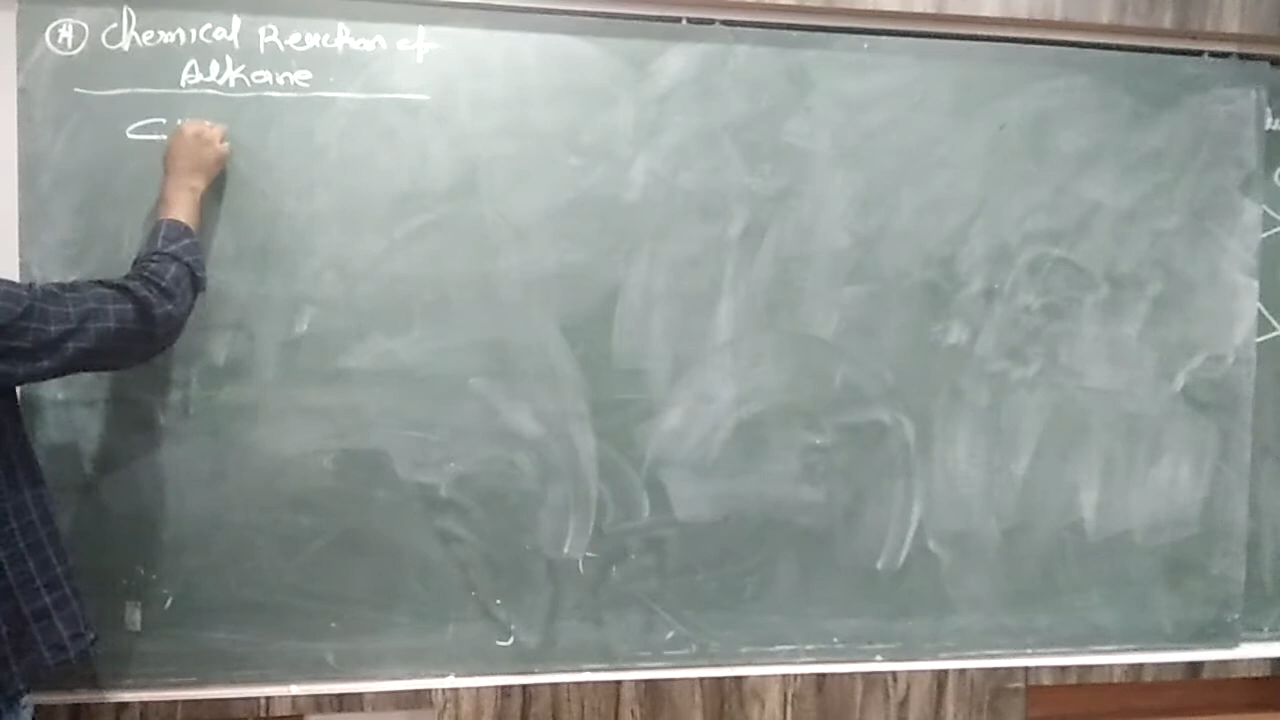 ④ Chemical Reaction of
Alkane
C